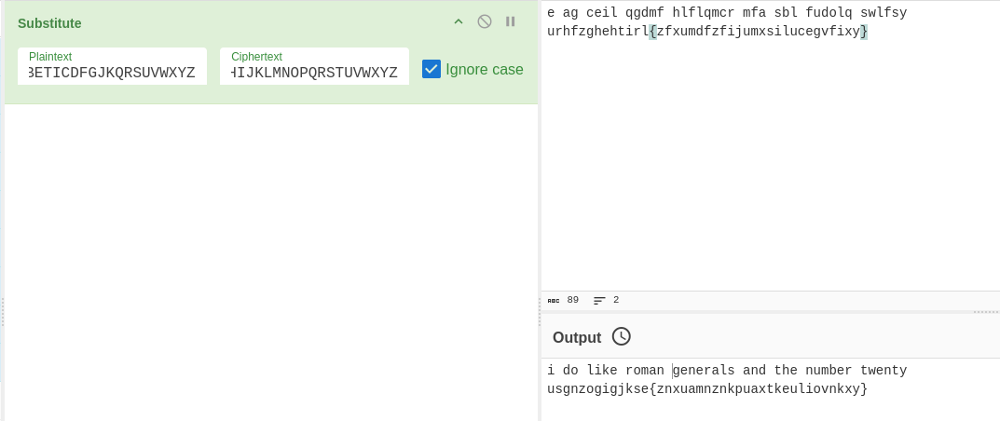 Substitute
Plaintext
BETICDFGJKQRSUVWXYZ
Ciphertext
HIJKLMNOPQRSTUVWXYZ
Ignore case
e ag ceil qgdmf hlflqmcr mfa sbl fudolq swlfsy
urhfzghehtirl{zfxumdfzfijumxsilucegvfixy}
ABC 89 2
Output
i do like roman generals and the number twenty
usgnzogigjkse{znxuamnznkpuaxtkeuliovnkxy}